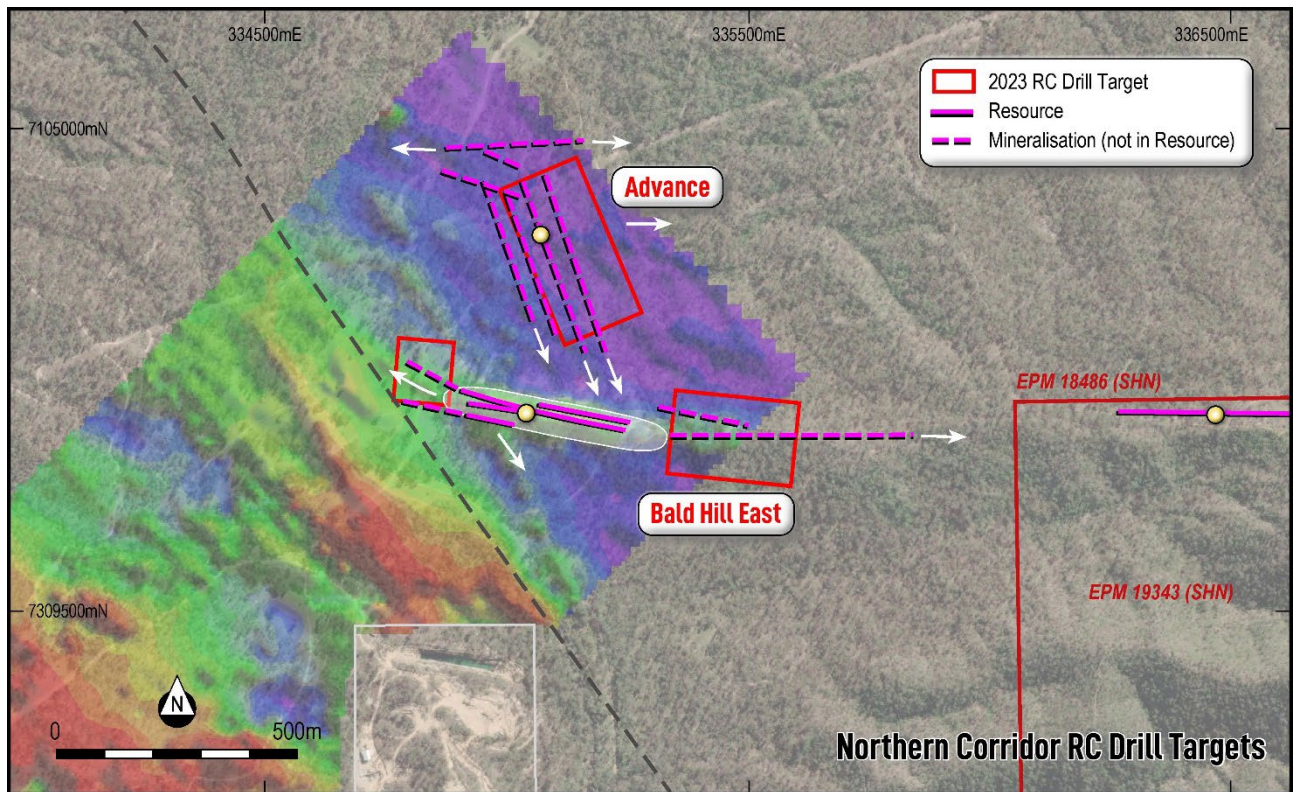 334500mE
335500mE
336500mE
2023 RC Drill Target
Resource
Mineralisation (not in Resource)
7105000mN
Advance
EPM 18486 (SHN)
Bald Hill East
EPM 19343 (SHN)
7309500mN
N
0
500m
Northern Corridor RC Drill Targets